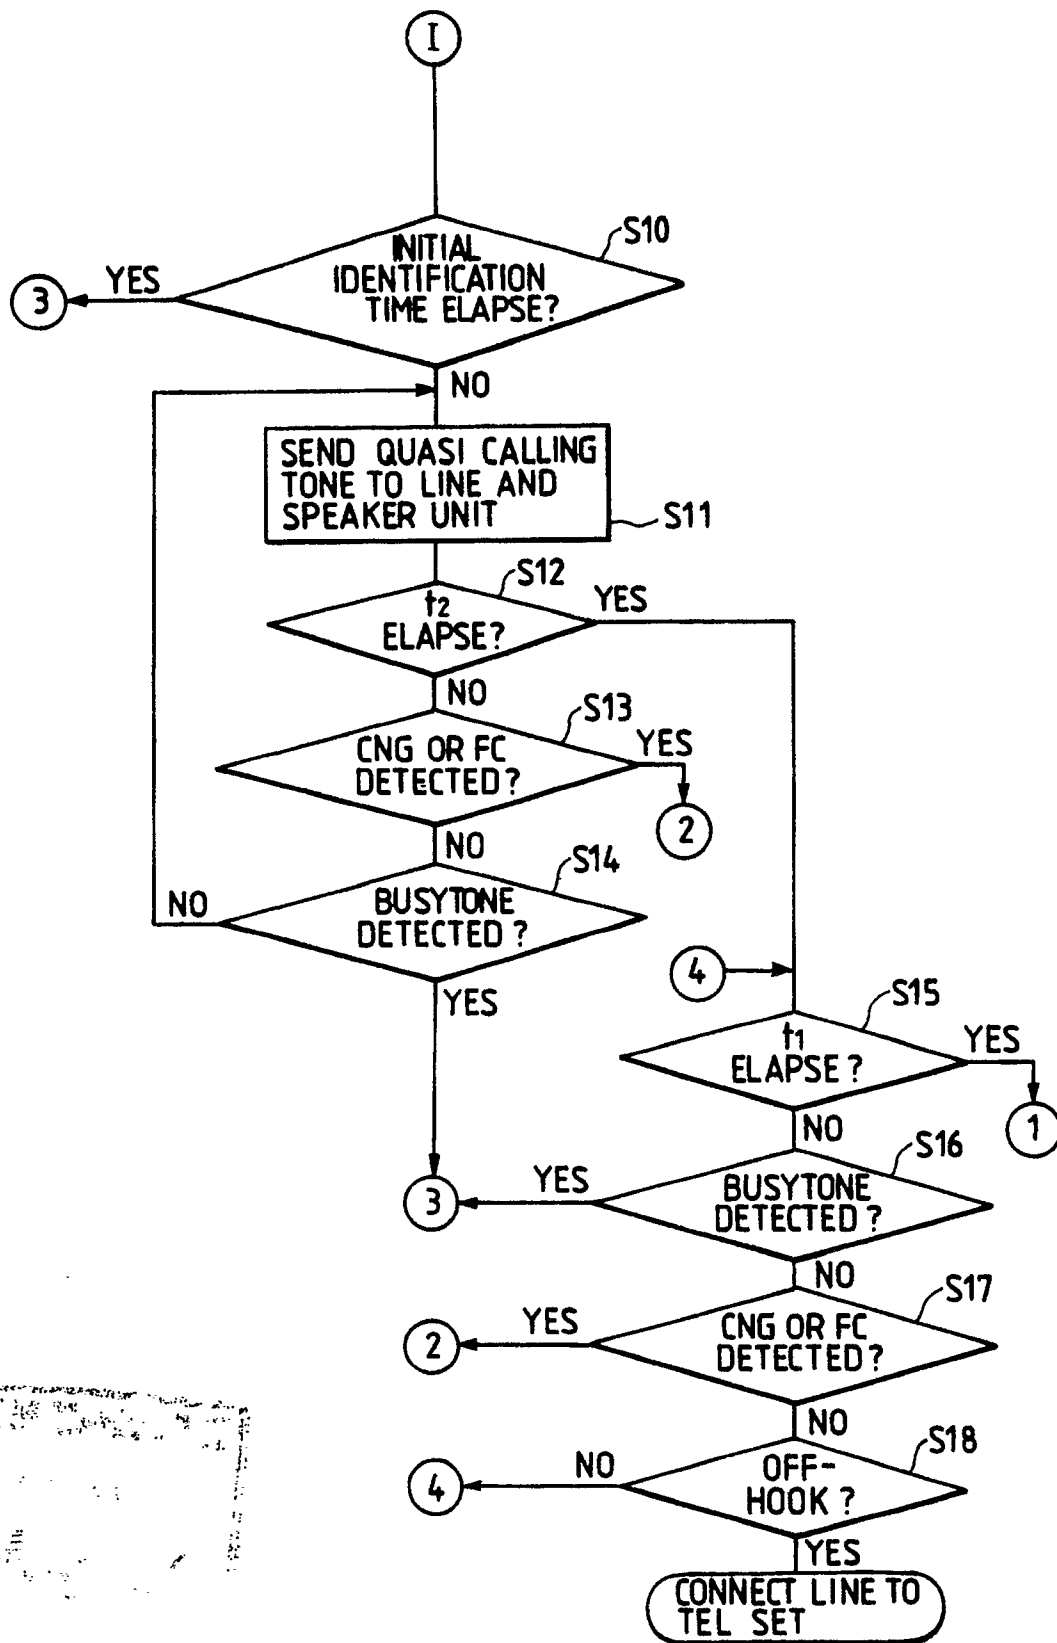 I
S10
INITIAL
IDENTIFICATION
TIME ELAPSE?
YES
3
NO
SEND QUASI CALLING
TONE TO LINE AND
SPEAKER UNIT
S11
S12
t2
ELAPSE?
YES
NO
S13
CNG OR FC
DETECTED?
YES
2
NO
S14
BUSYTONE
DETECTED?
NO
YES
4
S15
t1
ELAPSE?
YES
1
NO
S16
BUSYTONE
DETECTED?
YES
3
NO
S17
CNG OR FC
DETECTED?
YES
2
NO
S18
OFF-
HOOK?
NO
4
YES
CONNECT LINE TO
TEL SET